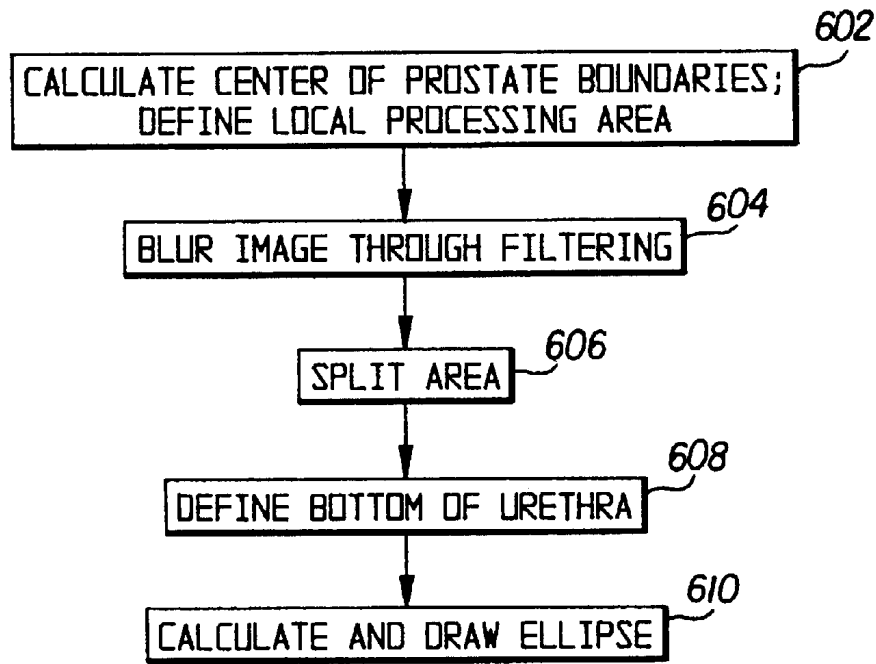 602
CALCULATE CENTER OF PROSTATE BOUNDARIES;
DEFINE LOCAL PROCESSING AREA
604
BLUR IMAGE THROUGH FILTERING
606
SPLIT AREA
608
DEFINE BOTTOM OF URETHRA
610
CALCULATE AND DRAW ELLIPSE